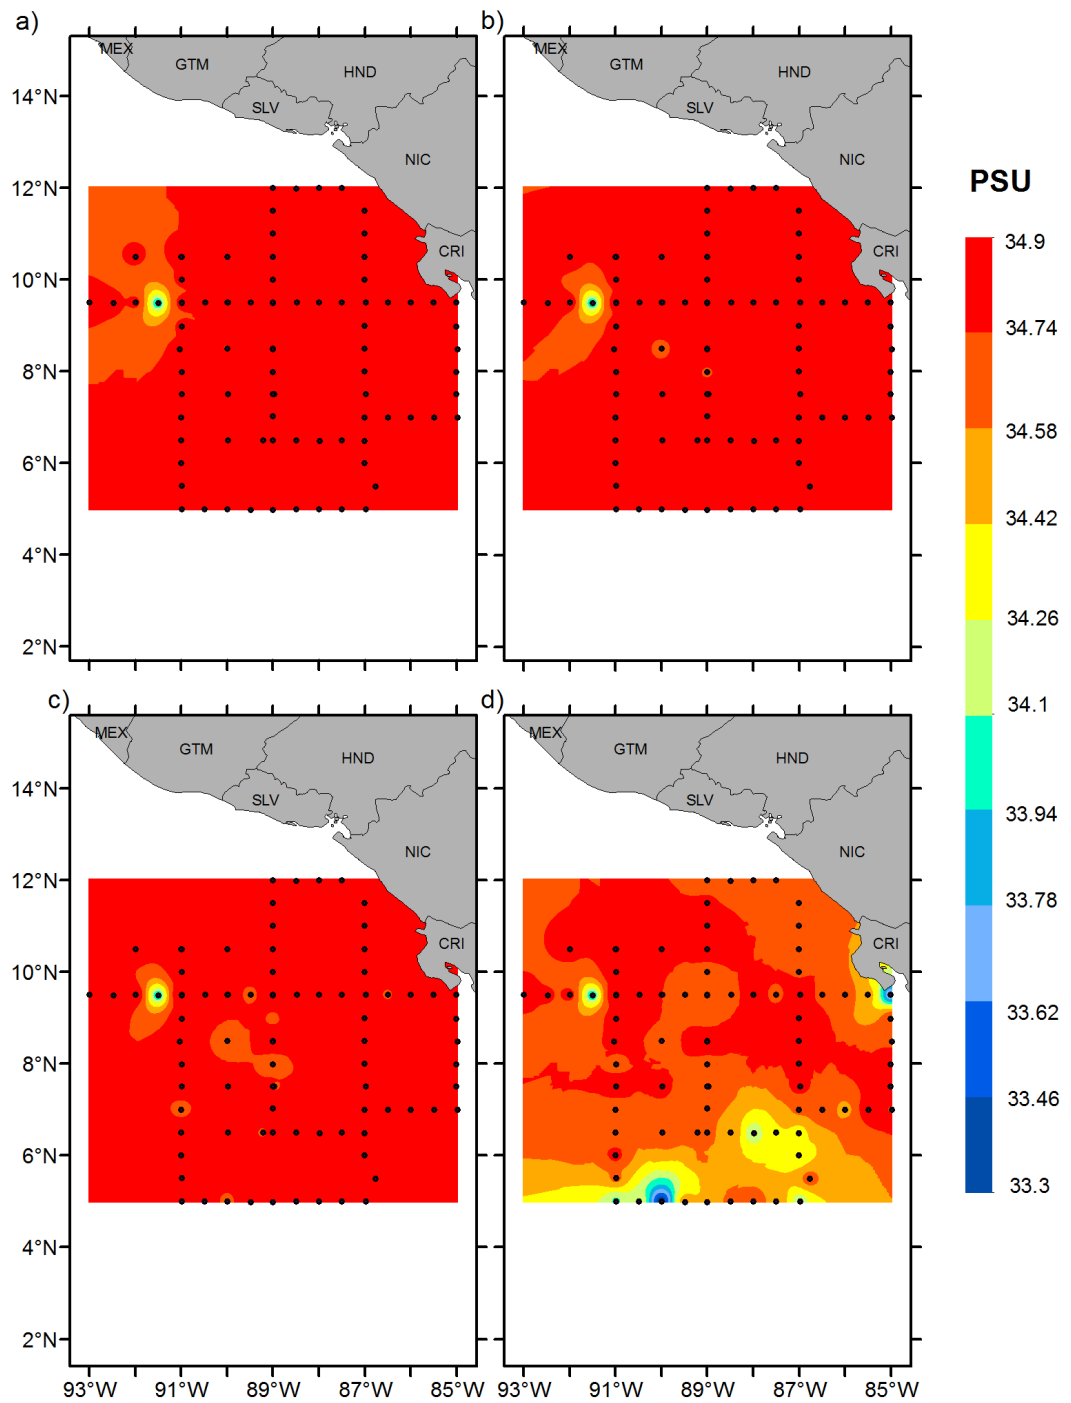 a)
b)
MEX
GTM
HND
SLV
NIC
CRI
MEX
GTM
HND
SLV
NIC
CRI
14°N
12°N
10°N
8°N
6°N
4°N
2°N
PSU
34.9
34.74
34.58
34.42
34.26
34.1
33.94
33.78
33.62
33.46
33.3
c)
d)
MEX
GTM
HND
SLV
NIC
CRI
MEX
GTM
HND
SLV
NIC
CRI
14°N
12°N
10°N
8°N
6°N
4°N
2°N
93°W 91°W 89°W 87°W 85°W
93°W 91°W 89°W 87°W 85°W